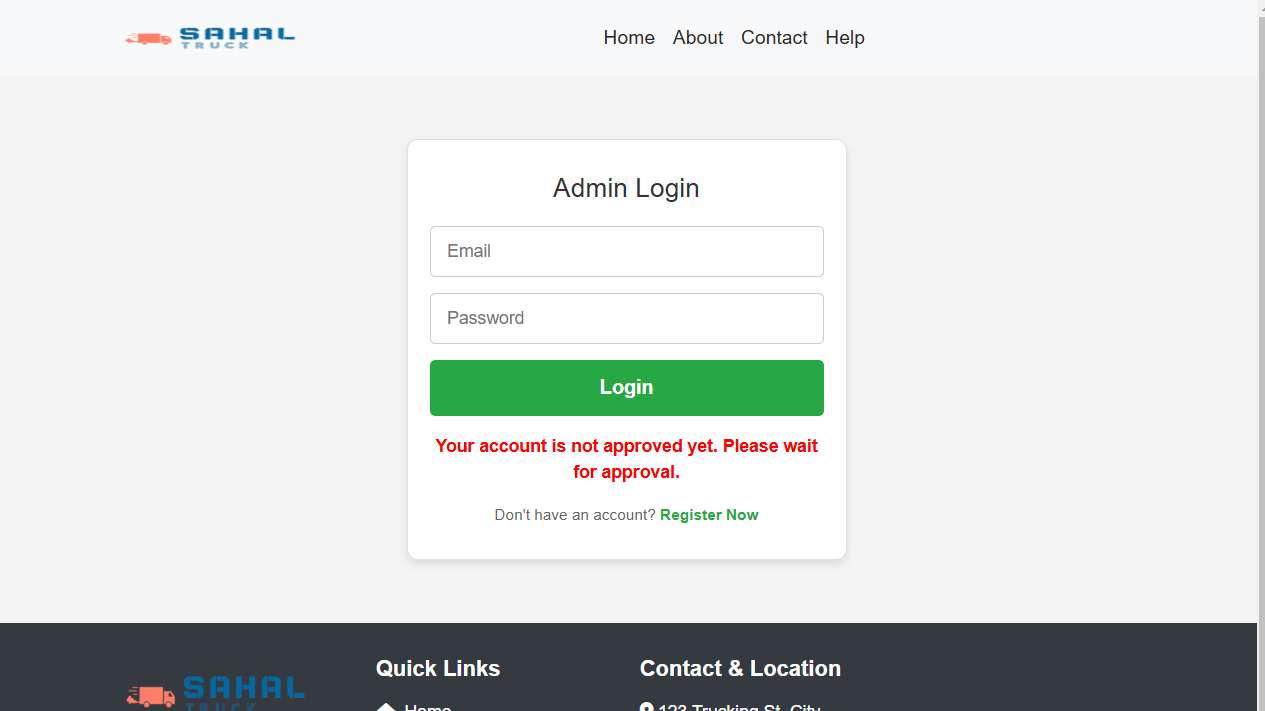 SAHAL
TRUCK
Home About Contact Help
Admin Login
Email
Password
Login
Your account is not approved yet. Please wait
for approval.
Don't have an account? Register Now
SAHAL
TRUCK
Quick Links
Home
Contact & Location
123 Trucking St, City